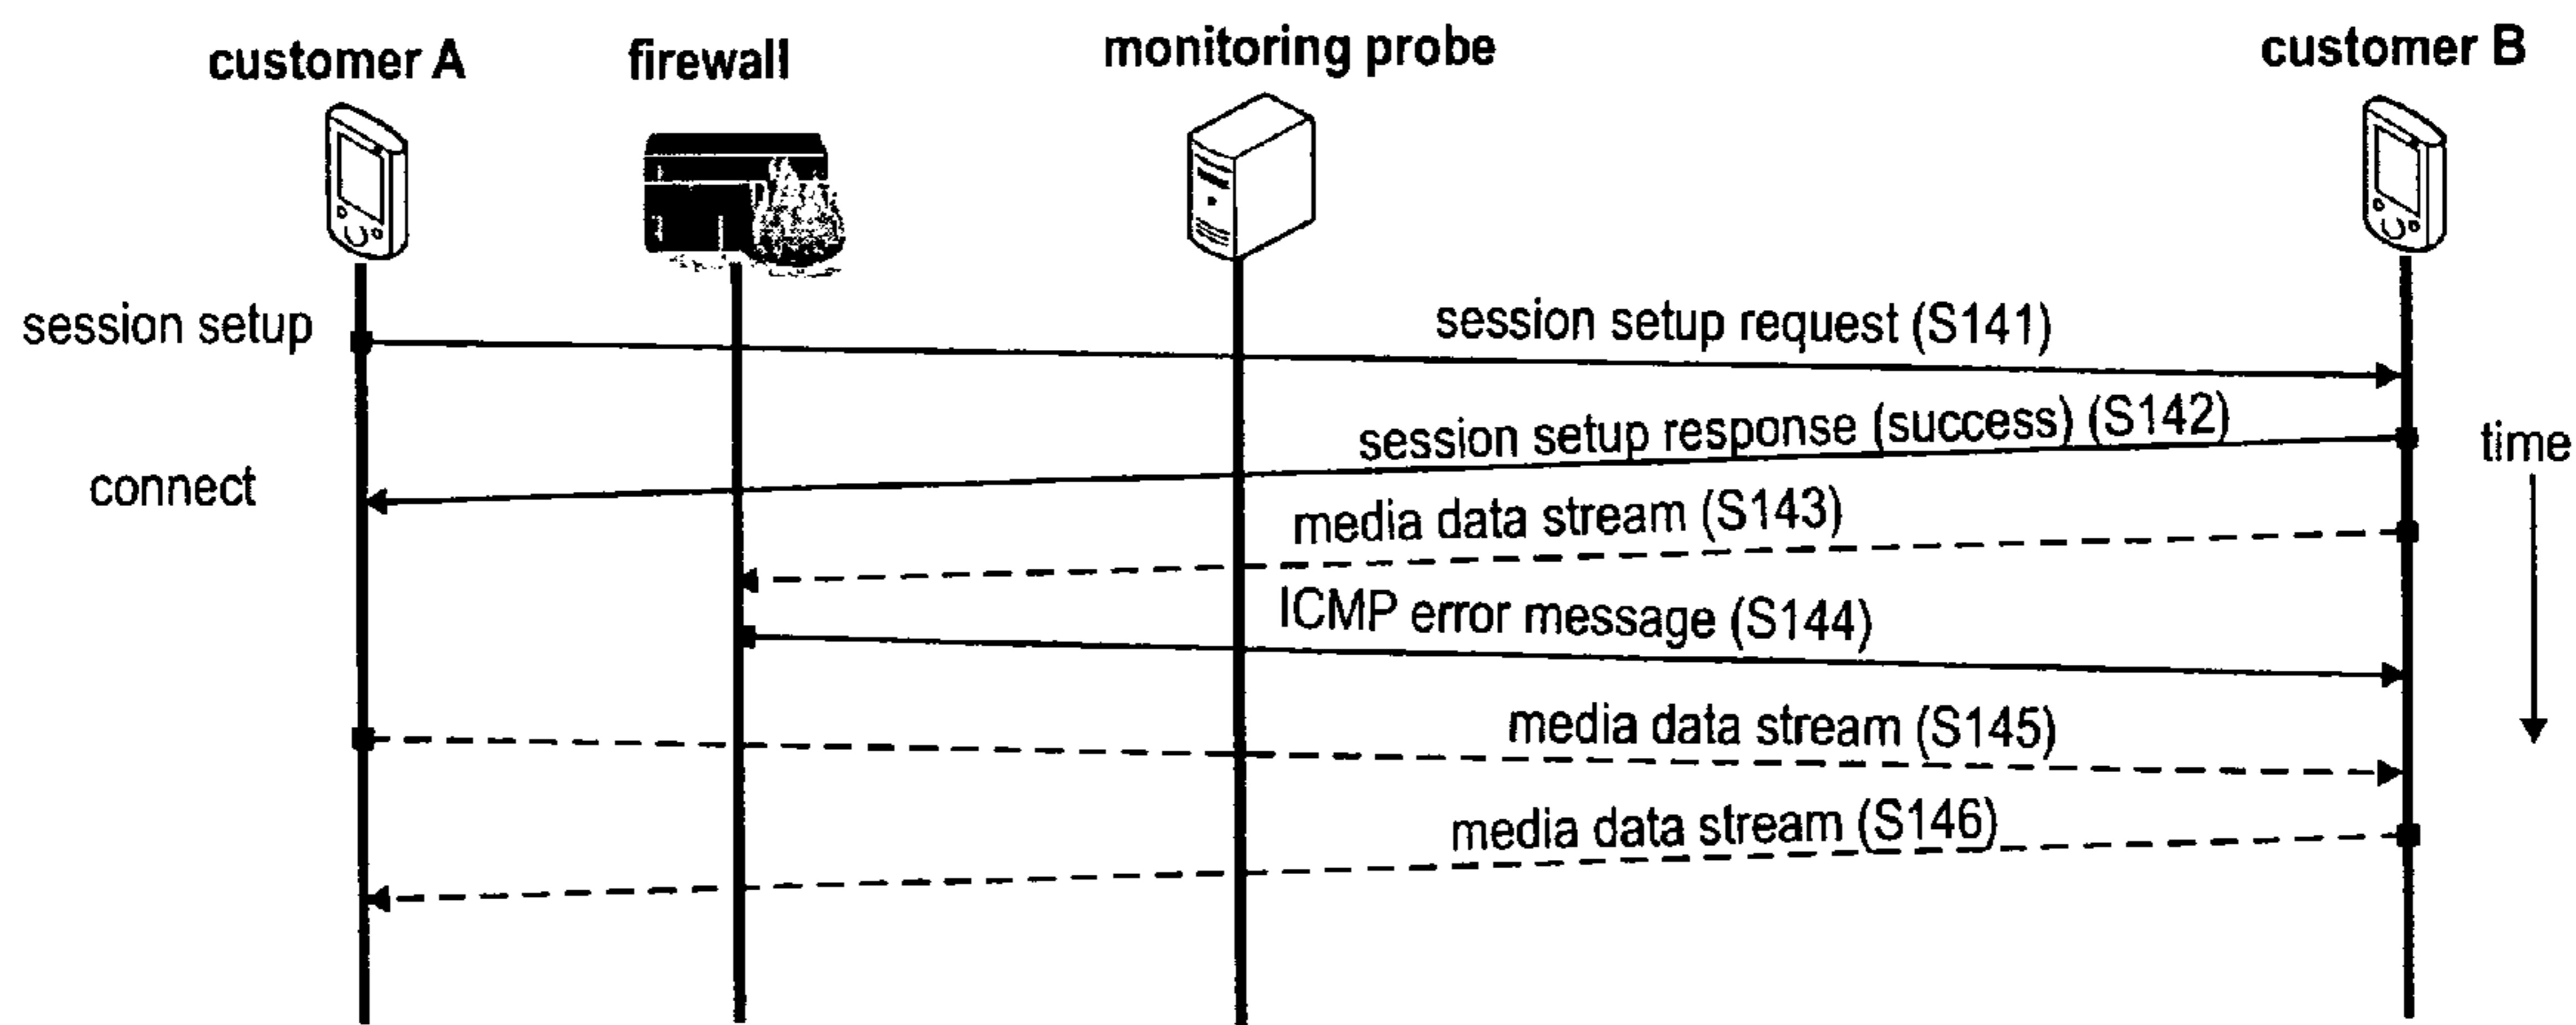 customer A
firewall
monitoring probe
customer B
session setup
session setup request (S141)
session setup response (success) (S142)
time
connect
media data stream (S143)
ICMP error message (S144)
media data stream (S145)
media data stream (S146)